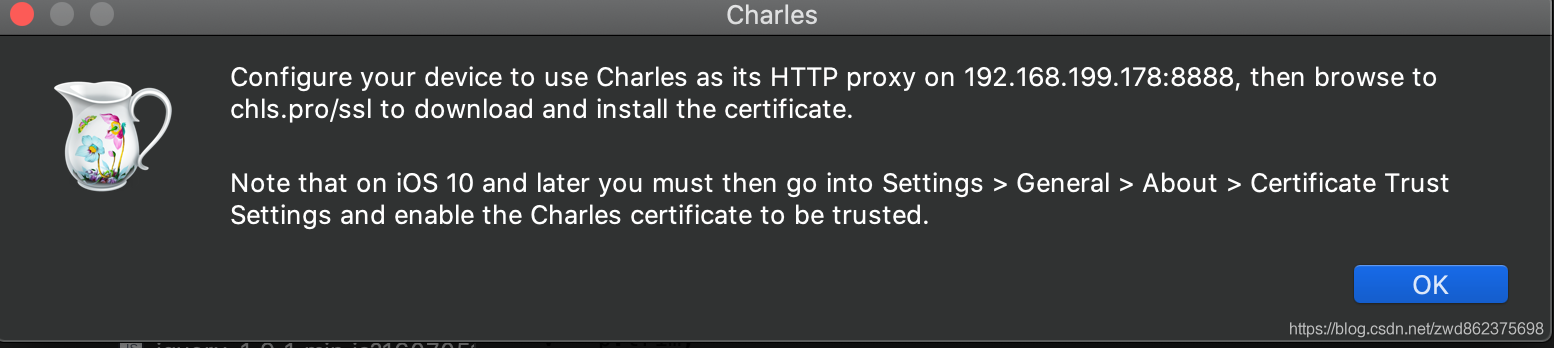 Charles
Configure your device to use Charles as its HTTP proxy on 192.168.199.178:8888, then browse to
chls.pro/ssl to download and install the certificate.
Note that on iOS 10 and later you must then go into Settings > General > About > Certificate Trust
Settings and enable the Charles certificate to be trusted.
OK
https://blog.csdn.net/zwd862375698